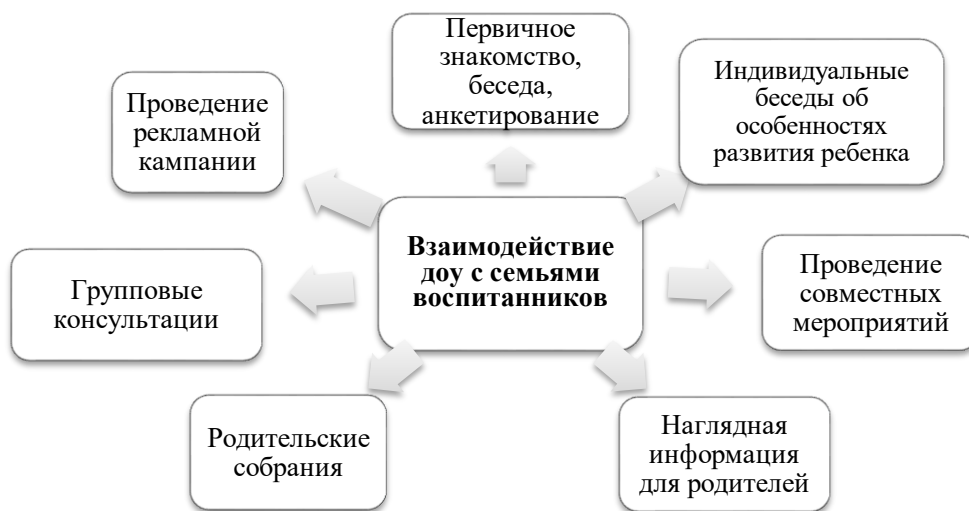 Первичное
знакомство,
беседа,
анкетирование
Индивидуальные
беседы об
особенностях
развития ребенка
Проведение
рекламной
кампании
Взаимодействие
доу с семьями
воспитанников
Групповые
консультации
Проведение
совместных
мероприятий
Родительские
собрания
Наглядная
информация
для родителей